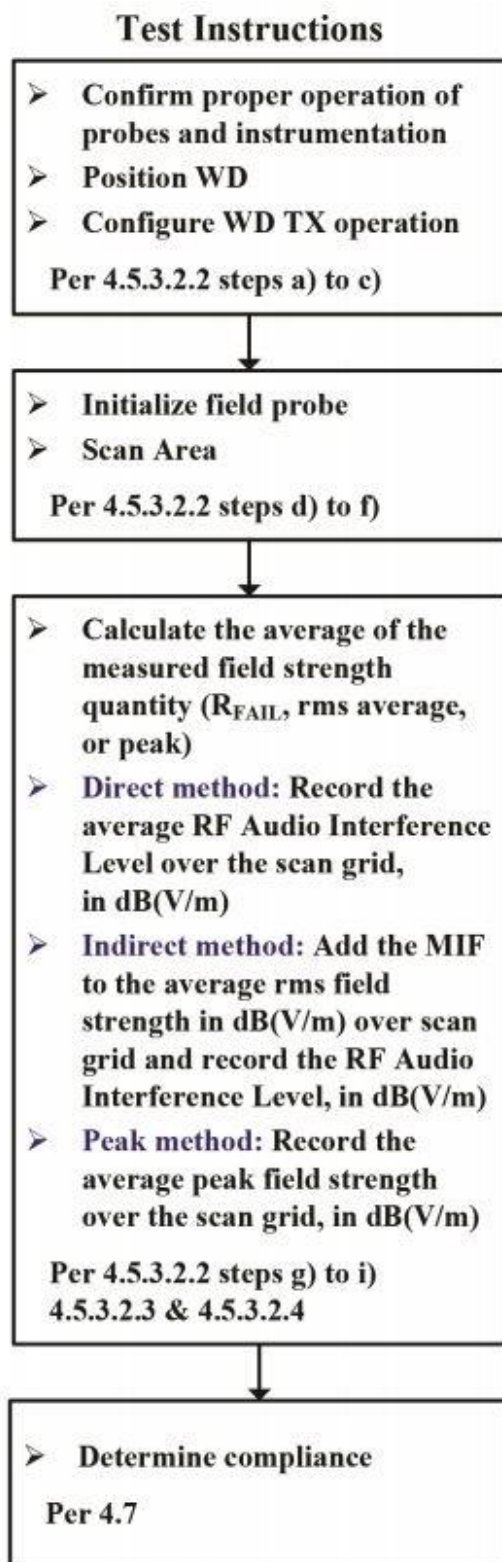 Test Instructions
➢ Confirm proper operation of
probes and instrumentation
➢ Position WD
➢ Configure WD TX operation
Per 4.5.3.2.2 steps a) to c)
➢ Initialize field probe
➢ Scan Area
Per 4.5.3.2.2 steps d) to f)
➢ Calculate the average of the
measured field strength
quantity (RFAIL, rms average,
or peak)
➢ Direct method: Record the
average RF Audio Interference
Level over the scan grid,
in dB(V/m)
➢ Indirect method: Add the MIF
to the average rms field
strength in dB(V/m) over scan
grid and record the RF Audio
Interference Level, in dB(V/m)
➢ Peak method: Record the
average peak field strength
over the scan grid, in dB(V/m)
Per 4.5.3.2.2 steps g) to i)
4.5.3.2.3 & 4.5.3.2.4
➢ Determine compliance
Per 4.7